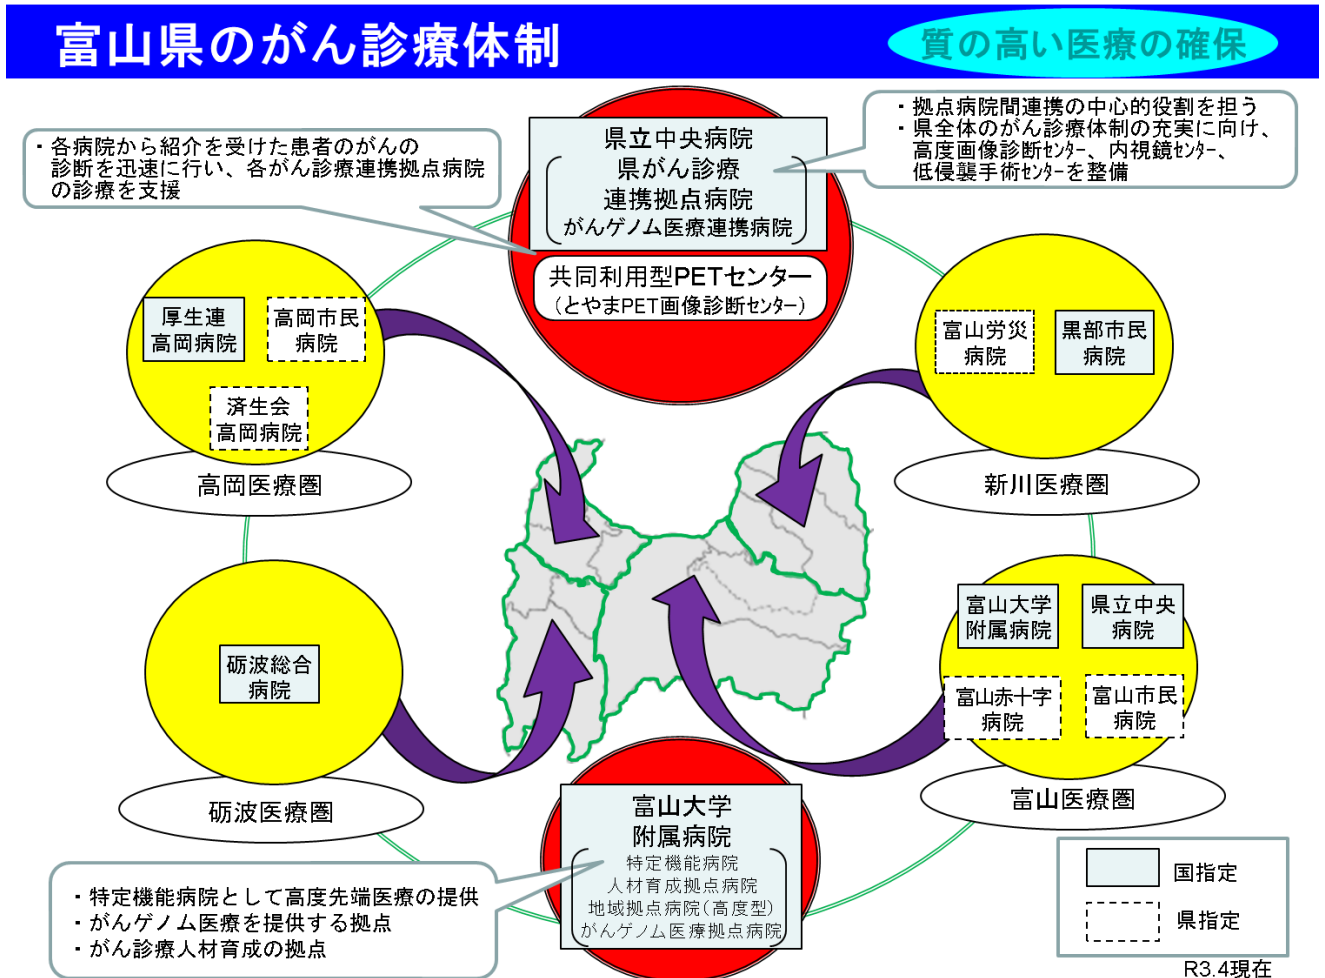 富山県のがん診療体制
質の高い医療の確保
・各病院から紹介を受けた患者のがんの
診断を迅速に行い、各がん診療連携拠点病院
の診療を支援
県立中央病院
県がん診療
連携拠点病院
がんゲノム医療連携病院
共同利用型PETセンター
(とやまPET画像診断センター)
・拠点病院間連携の中心的役割を担う
・県全体のがん診療体制の充実に向け、
高度画像診断センター、内視鏡センター、
低侵襲手術センターを整備
厚生連
高岡病院
高岡市民
病院
済生会
高岡病院
高岡医療圏
富山労災
病院
黒部市民
病院
新川医療圏
砺波総合
病院
砺波医療圏
富山大学
附属病院
県立中央
病院
富山赤十字
病院
富山市民
病院
富山医療圏
富山大学
附属病院
特定機能病院
人材育成拠点病院
地域拠点病院(高度型)
がんゲノム医療拠点病院
・特定機能病院として高度先端医療の提供
・がんゲノム医療を提供する拠点
・がん診療人材育成の拠点
国指定
県指定
R3.4現在